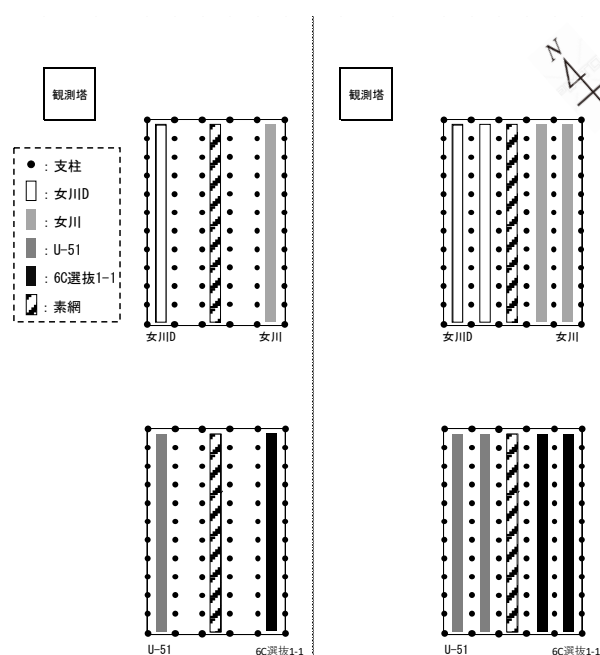 観測塔
観測塔
N
●：支柱
：女川D
：女川
：U-51
：6C選抜1-1
：素網
女川D 女川
女川D 女川
U-51 6C選抜1-1
U-51 6C選抜1-1